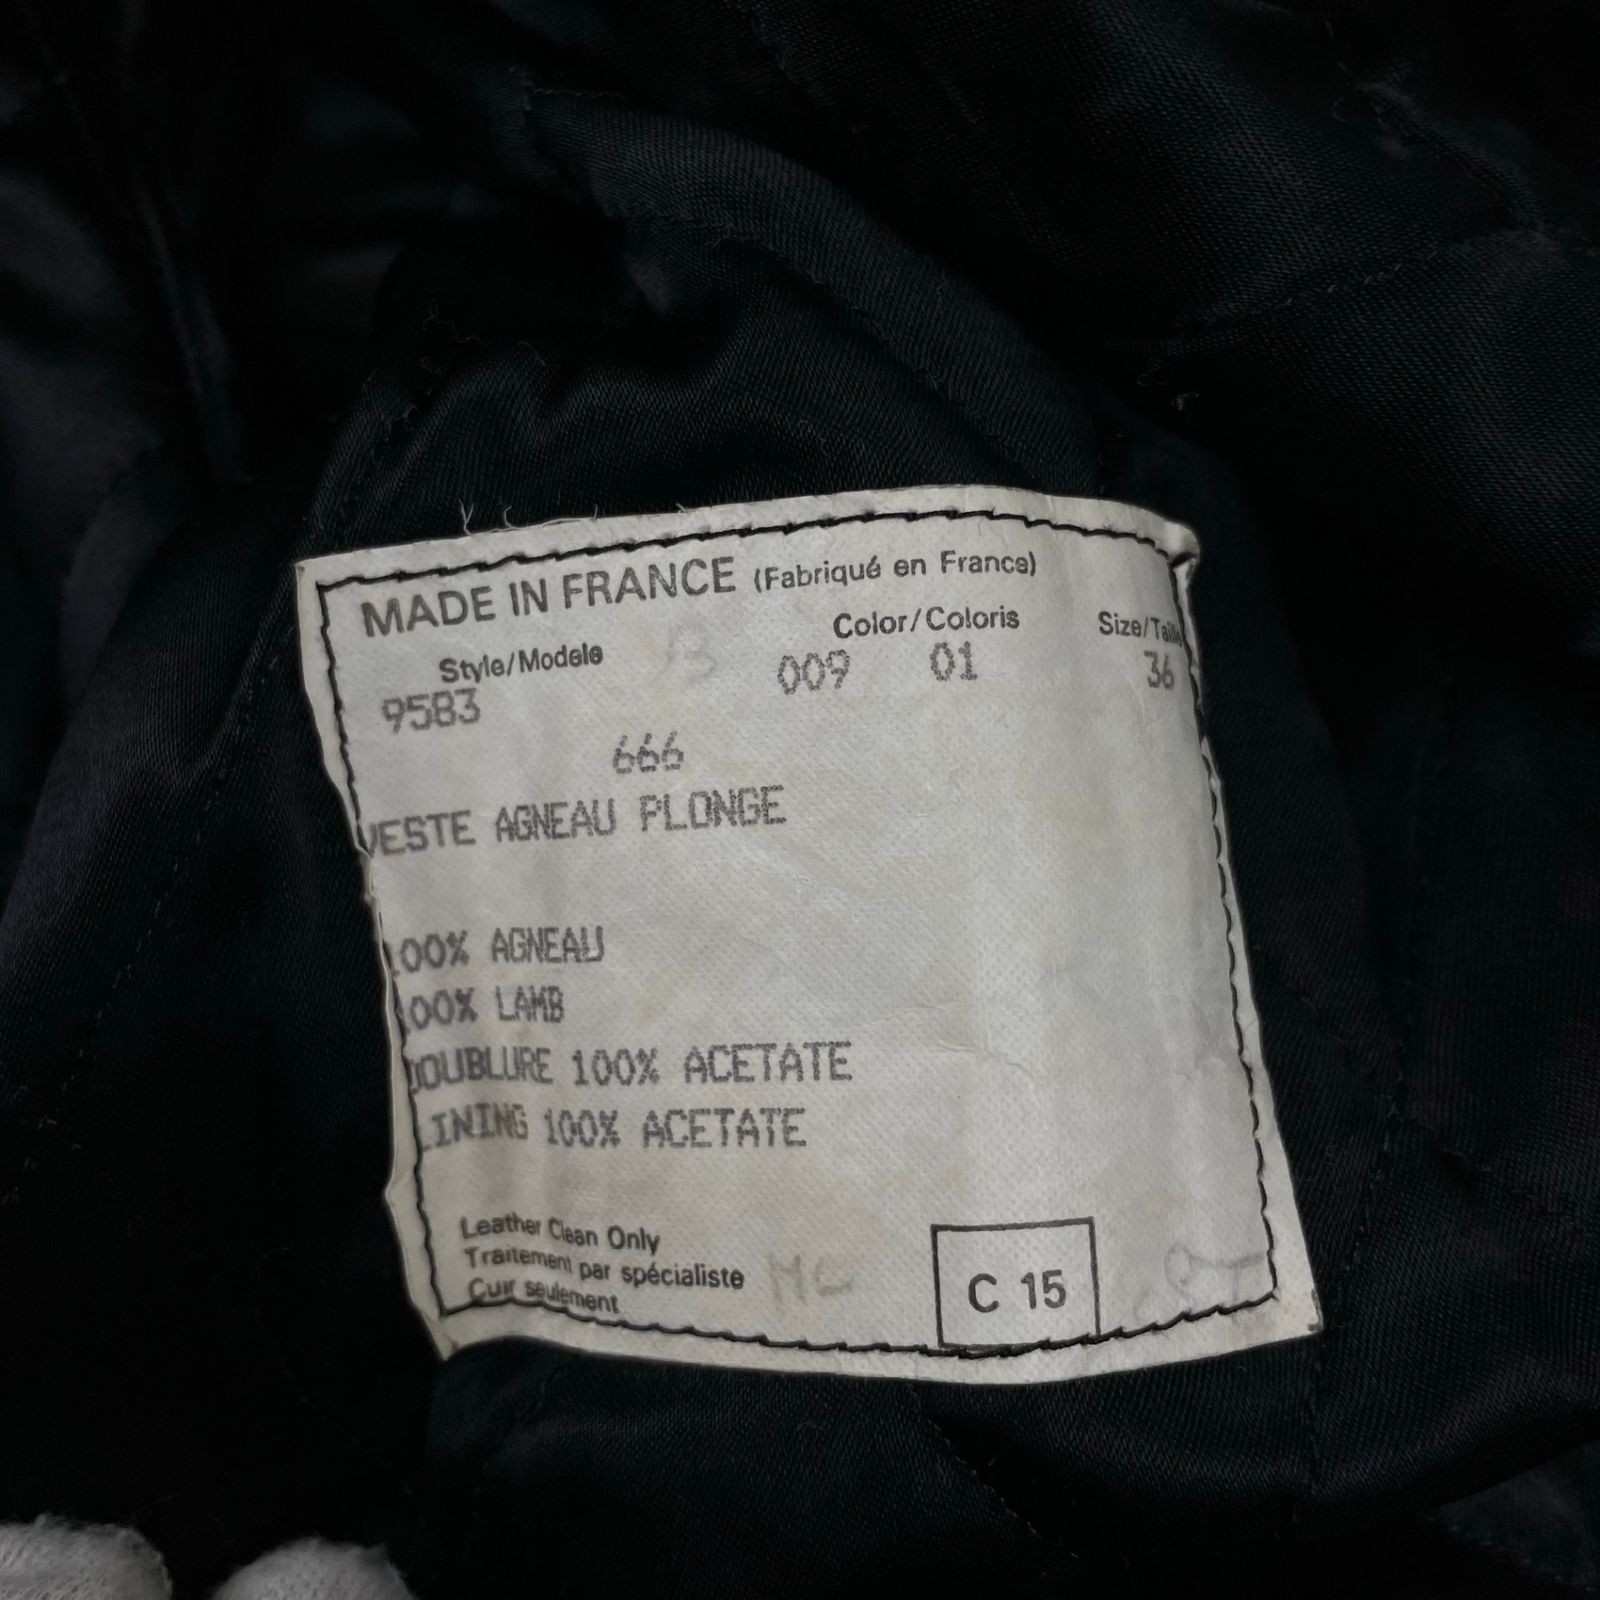 MADE IN FRANCE (Fabriqué en France)
Style/Modele Color/Coloris Size/Taille
9583 B 009 01 36
666
VESTE AGNEAU PLONGE
100% AGNEAU
100% LAMB
DOUBLURE 100% ACETATE
LINING 100% ACETATE
Leather Clean Only
Traitement par spécialiste
Cuir seulement
C 15